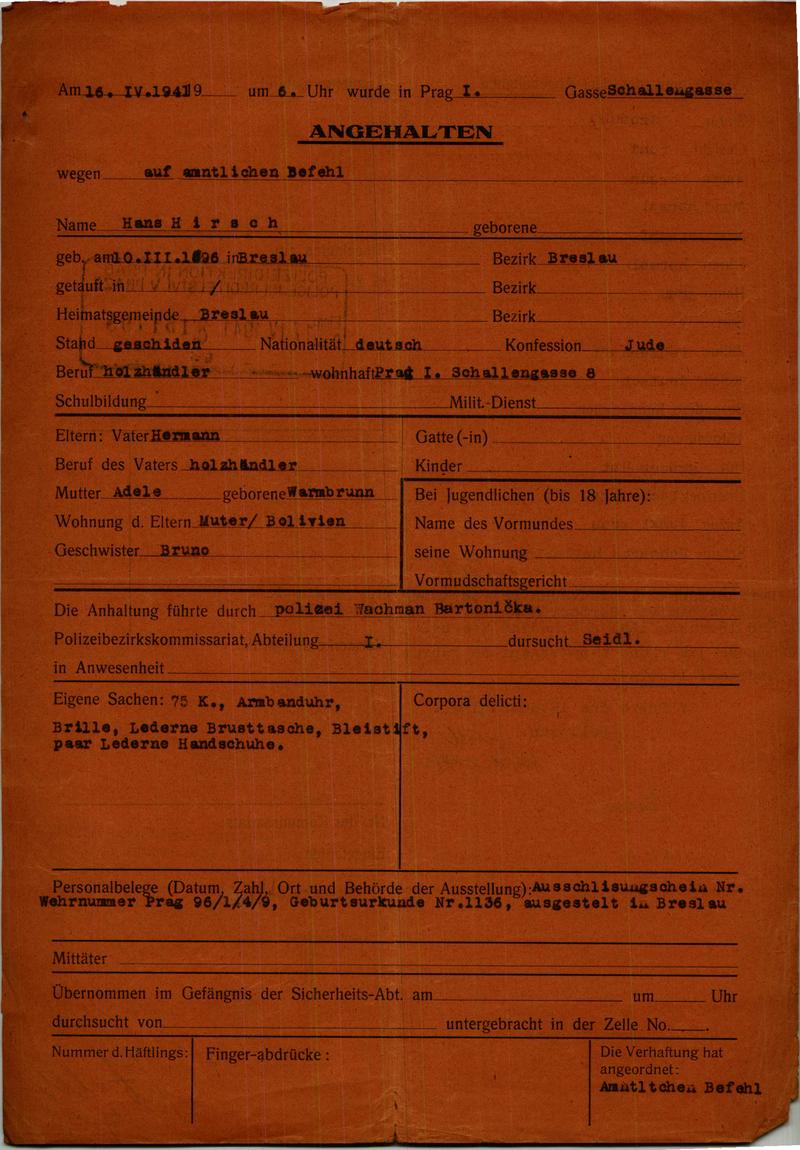 Am 16. IV.1941 19 um 6. Uhr wurde in Prag I. Gasse Schallengasse
ANGEHALTEN
wegen auf amntlichen Befehl
Name Hans H i r s c h geborene
geb. am 10.III.1896 in Breslau Bezirk Breslau
getauft in / Bezirk
Heimatsgemeinde Breslau Bezirk
Stand geschiden Nationalität deutsch Konfession Jude
Beruf holzhändler wohnhaft Prag I. Schallengasse 8
Schulbildung Milit.-Dienst
Eltern: Vater Hermann
Beruf des Vaters holzhändler
Mutter Adele geborene Warmbrunn
Wohnung d. Eltern Muter/ Bolivien
Geschwister Bruno
Gatte (-in)
Kinder
Bei Jugendlichen (bis 18 Jahre):
Name des Vormundes
seine Wohnung
Vormudschaftsgericht
Die Anhaltung führte durch polizei Wachman Bartonička.
Polizeibezirkskommissariat, Abteilung I. dursucht Seidl.
in Anwesenheit
Eigene Sachen: 75 K., Armbanduhr,
Brille, Lederne Brusttasche, Bleistift,
paar Lederne Handschuhe.
Corpora delicti:
Personalbelege (Datum, Zahl, Ort und Behörde der Ausstellung): Ausschlisungschein Nr.
Wehrnummer Prag 96/1/4/9, Geburtsurkunde Nr.1136, ausgestelt in Breslau
Mittäter
Übernommen im Gefängnis der Sicherheits-Abt. am um Uhr
durchsucht von untergebracht in der Zelle No. .
Nummer d. Häftlings:
Finger-abdrücke :
Die Verhaftung hat
angeordnet:
Amntltchen Befehl